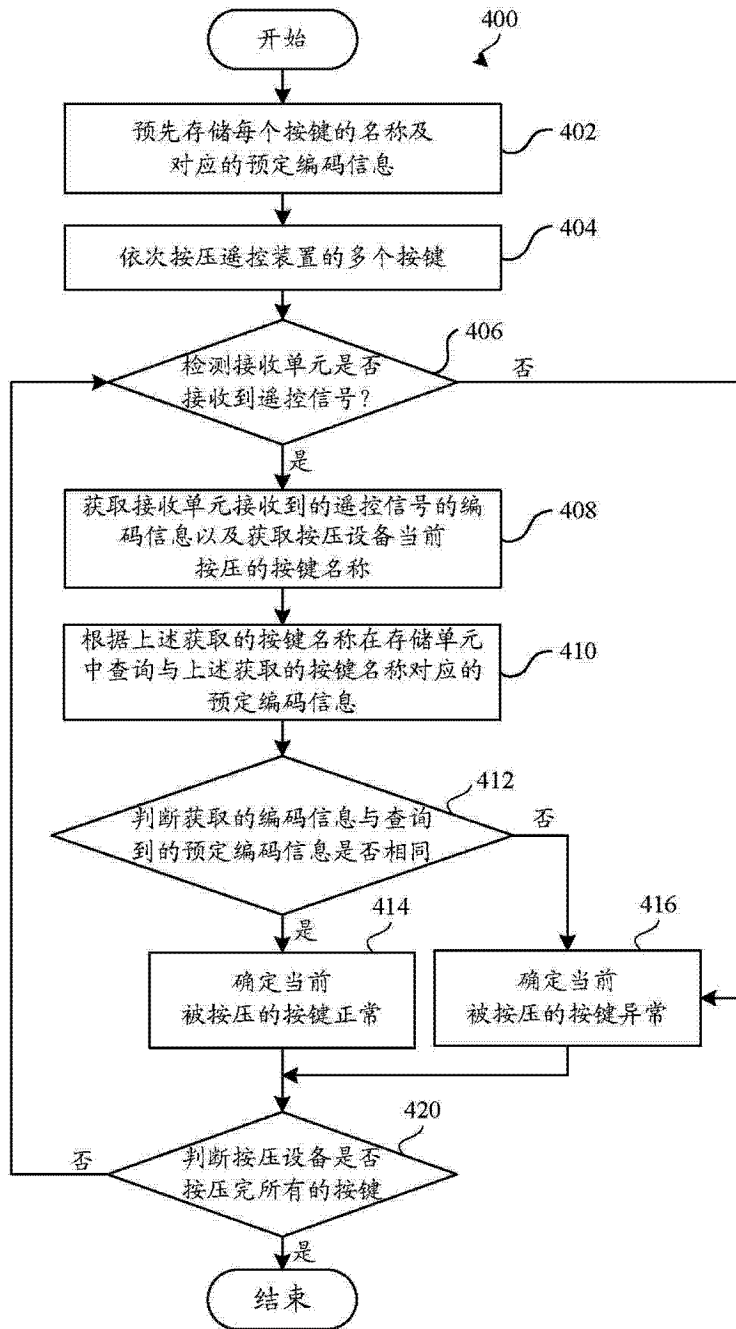 开始
400
预先存储每个按键的名称及
对应的预定编码信息
402
依次按压遥控装置的多个按键
404
406
检测接收单元是否
接收到遥控信号?
否
是
获取接收单元接收到的遥控信号的编
码信息以及获取按压设备当前
按压的按键名称
408
根据上述获取的按键名称在存储单元
中查询与上述获取的按键名称对应的
预定编码信息
410
412
判断获取的编码信息与查询
到的预定编码信息是否相同
否
是
414
416
确定当前
被按压的按键正常
确定当前
被按压的按键异常
420
判断按压设备是否
按压完所有的按键
否
是
结束